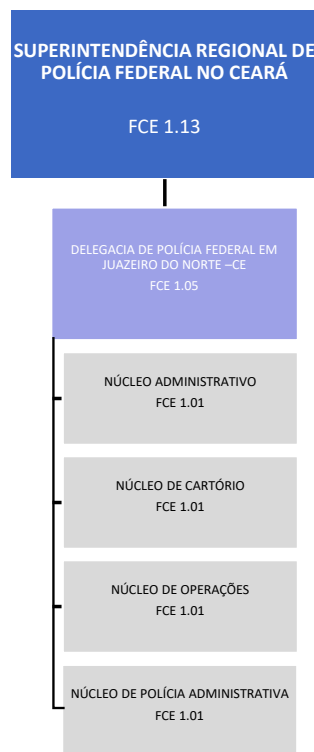 SUPERINTENDÊNCIA REGIONAL DE
POLÍCIA FEDERAL NO CEARÁ
FCE 1.13
DELEGACIA DE POLÍCIA FEDERAL EM
JUAZEIRO DO NORTE –CE
FCE 1.05
NÚCLEO ADMINISTRATIVO
FCE 1.01
NÚCLEO DE CARTÓRIO
FCE 1.01
NÚCLEO DE OPERAÇÕES
FCE 1.01
NÚCLEO DE POLÍCIA ADMINISTRATIVA
FCE 1.01